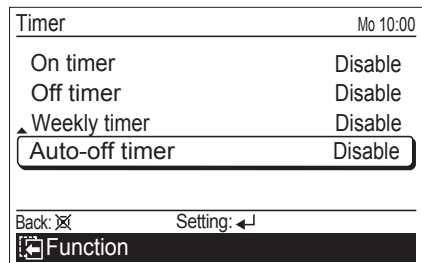 Timer Mo 10:00
On timer Disable
Off timer Disable
Weekly timer Disable
Auto-off timer Disable
Back: Setting:
Function